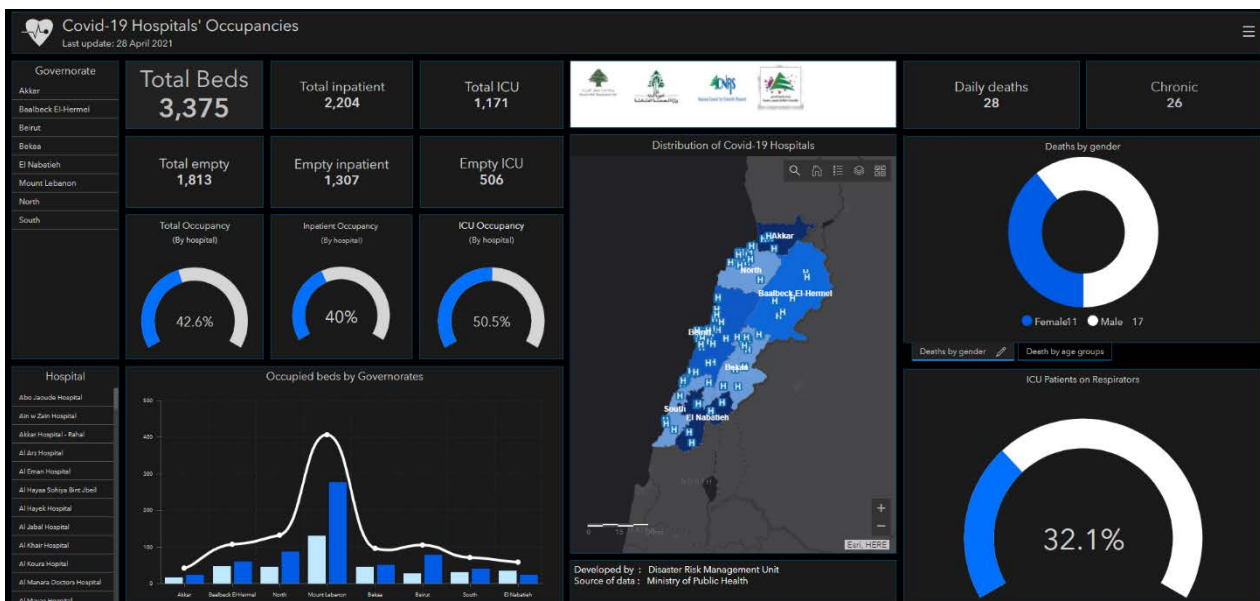 Covid-19 Hospitals' Occupancies
Last update: 28 April 2021
Governorate
Akkar
Baalbeck El-Hermel
Beirut
Bekaa
El Nabatieh
Mount Lebanon
North
South
Total Beds
3,375
Total inpatient
2,204
Total ICU
1,171
Total empty
1,813
Empty inpatient
1,307
Empty ICU
506
Total Occupancy
(By hospital)
42.6%
Inpatient Occupancy
(By hospital)
40%
ICU Occupancy
(By hospital)
50.5%
CNRS
Daily deaths
28
Chronic
26
Distribution of Covid-19 Hospitals
Akkar
North
Baalbeck El-Hermel
Beirut
Bekaa
South
El Nabatieh
Esri, HERE
Developed by : Disaster Risk Management Unit
Source of data : Ministry of Public Health
Deaths by gender
Female11 Male 17
Deaths by gender
Death by age groups
ICU Patients on Respirators
32.1%
Hospital
Abo Jaoude Hospital
Ain w Zain Hospital
Akkar Hospital - Rahal
Al Arz Hospital
Al Eman Hospital
Al Hayaa Sohiya Bint Jbeil
Al Hayek Hospital
Al Jabal Hospital
Al Khair Hospital
Al Koura Hopital
Al Manara Doctors Hospital
Occupied beds by Governorates
500
400
300
200
100
0
Akkar Baalbeck El-Hermel North Mount Lebanon Bekaa Beirut South El Nabatieh